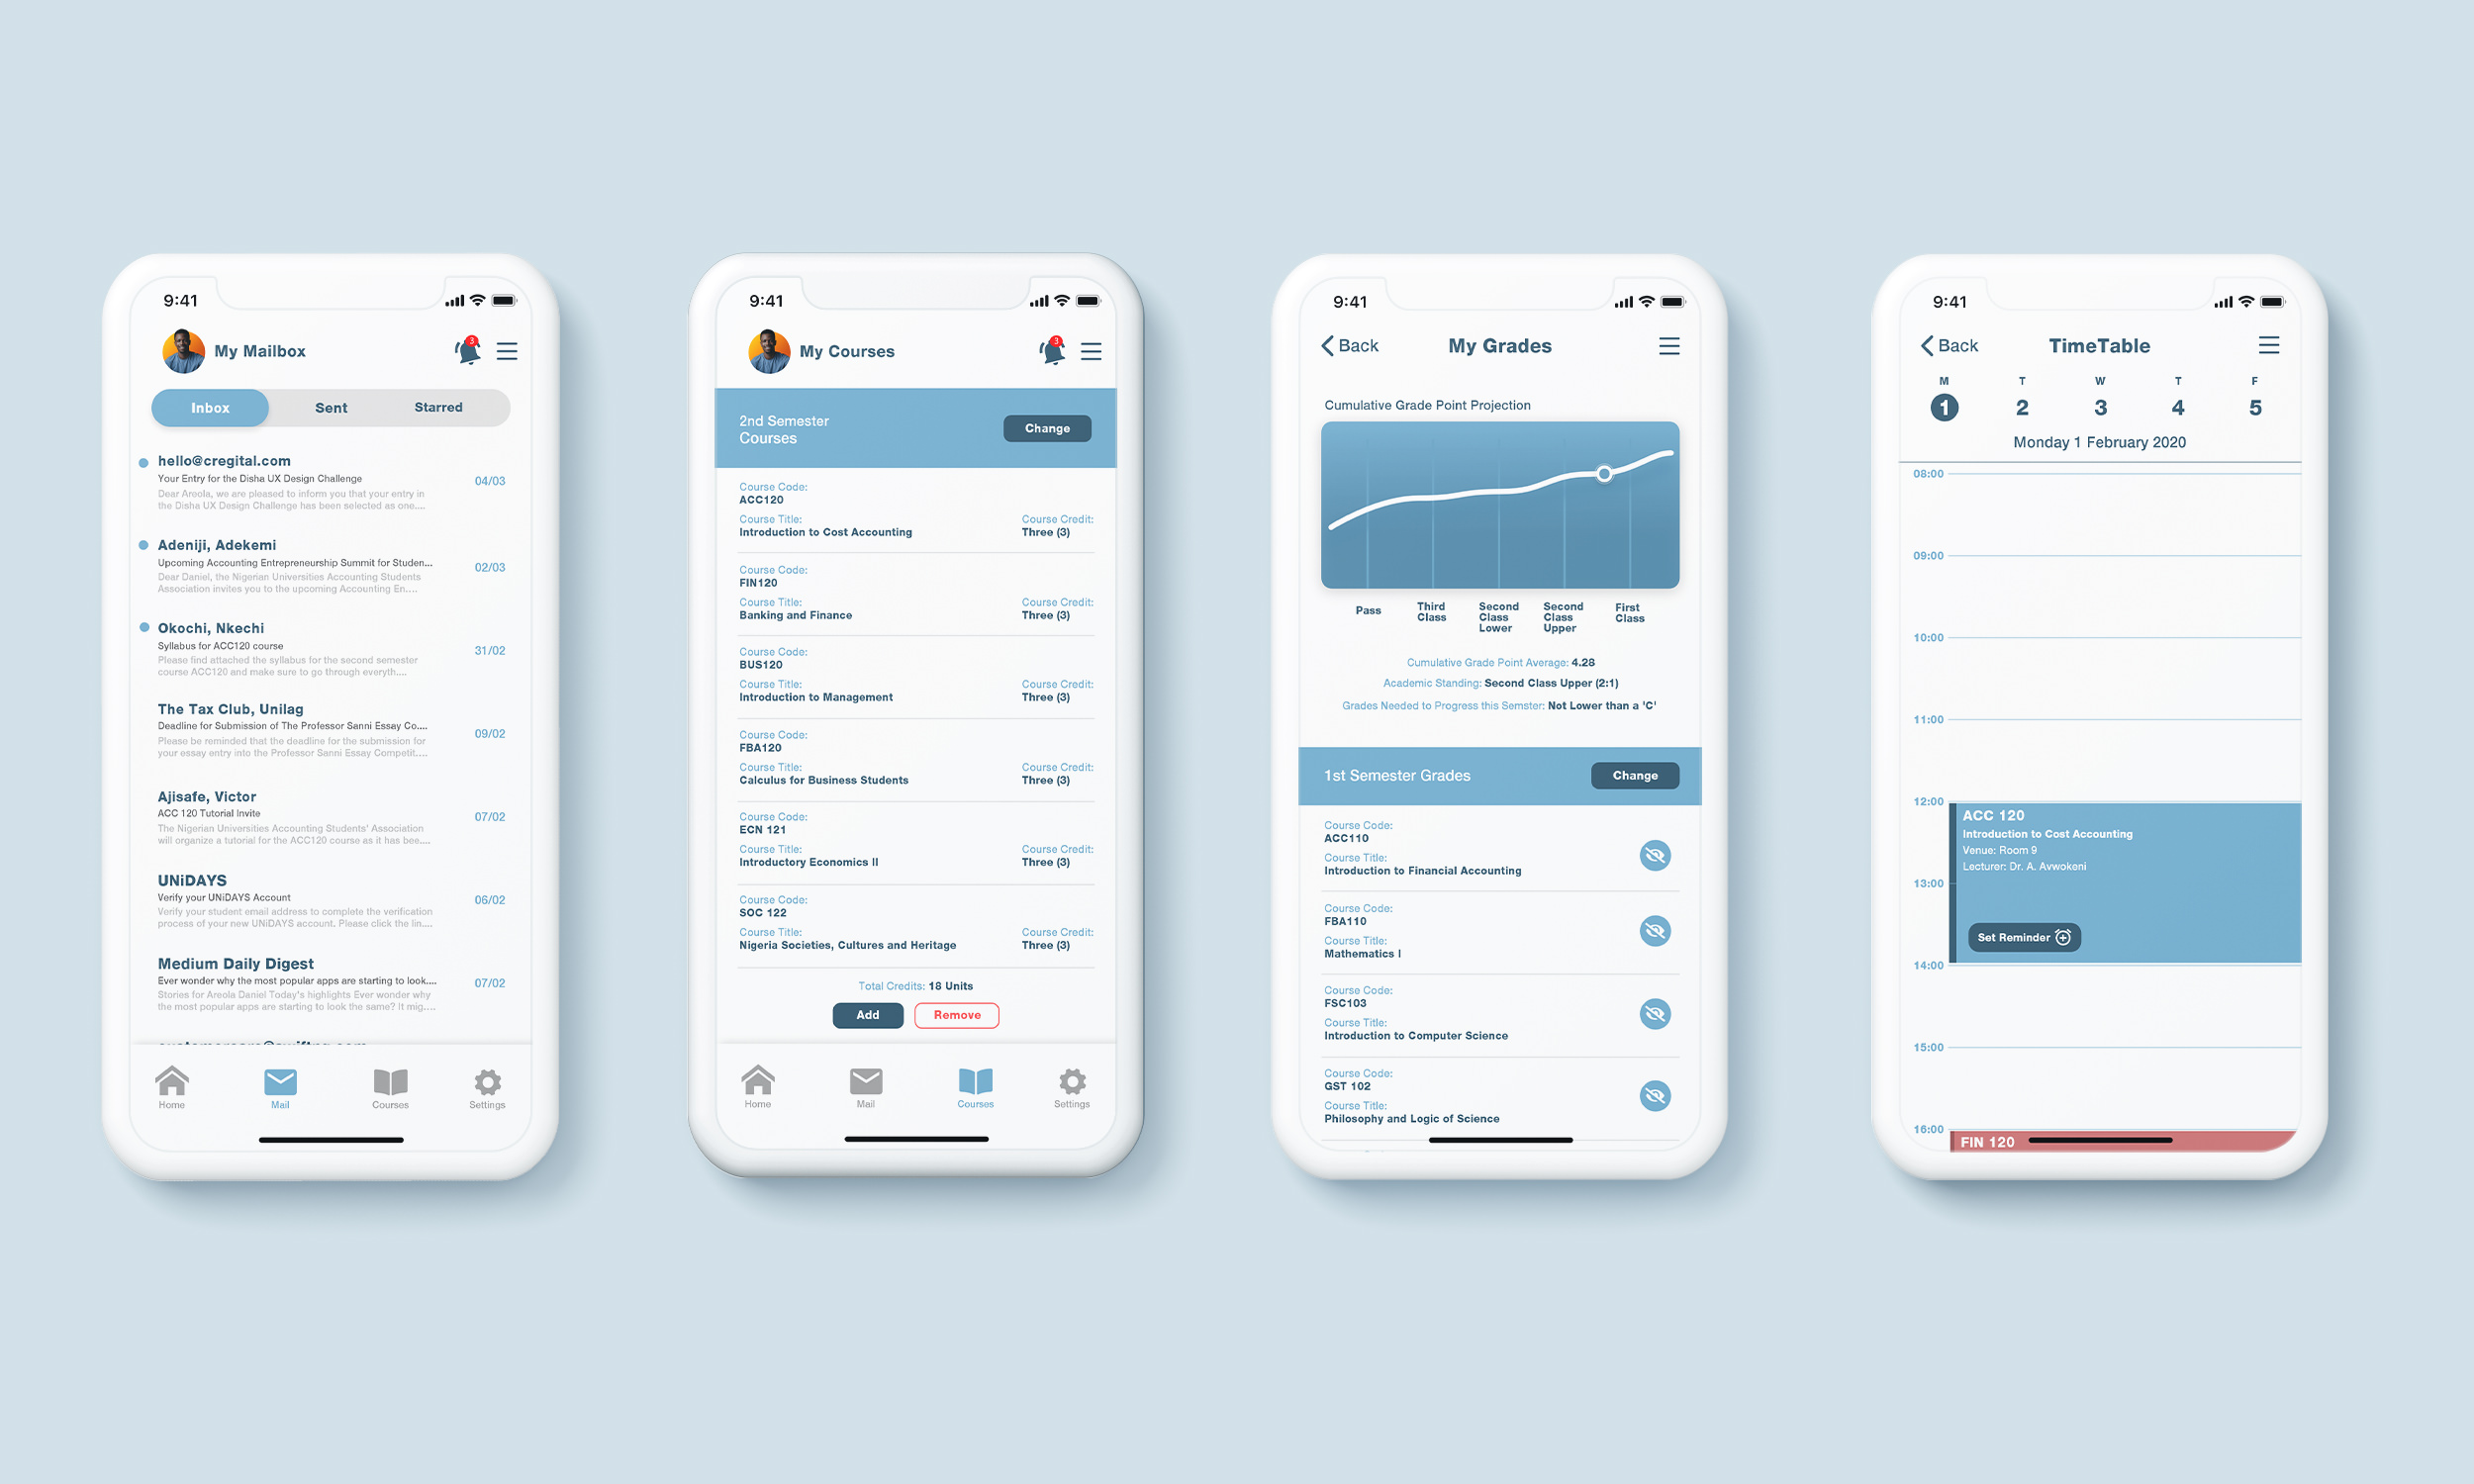 9:41
My Mailbox
3
Inbox Sent Starred
hello@cregital.com
Your Entry for the Disha UX Design Challenge
04/03
Dear Areola, we are pleased to inform you that your entry in
the Disha UX Design Challenge has been selected as one....
Adeniji, Adekemi
Upcoming Accounting Entrepreneurship Summit for Studen...
02/03
Dear Daniel, the Nigerian Universities Accounting Students
Association invites you to the upcoming Accounting En....
Okochi, Nkechi
Syllabus for ACC120 course
31/02
Please find attached the syllabus for the second semester
course ACC120 and make sure to go through everyth....
The Tax Club, Unilag
Deadline for Submission of The Professor Sanni Essay Co....
09/02
Please be reminded that the deadline for the submission for
your essay entry into the Professor Sanni Essay Competit....
Ajisafe, Victor
ACC 120 Tutorial Invite
07/02
The Nigerian Universities Accounting Students' Association
will organize a tutorial for the ACC120 course as it has bee....
UNiDAYS
Verify your UNiDAYS Account
06/02
Verify your student email address to complete the verification
process of your new UNiDAYS account. Please click the lin....
Medium Daily Digest
Ever wonder why the most popular apps are starting to look....
07/02
Stories for Areola Daniel Today's highlights Ever wonder why
the most popular apps are starting to look the same? It mig....
Home Mail Courses Settings
9:41
My Courses
3
2nd Semester
Courses
Change
Course Code:
ACC120
Course Title: Course Credit:
Introduction to Cost Accounting Three (3)
Course Code:
FIN120
Course Title: Course Credit:
Banking and Finance Three (3)
Course Code:
BUS120
Course Title: Course Credit:
Introduction to Management Three (3)
Course Code:
FBA120
Course Title: Course Credit:
Calculus for Business Students Three (3)
Course Code:
ECN 121
Course Title: Course Credit:
Introductory Economics II Three (3)
Course Code:
SOC 122
Course Title: Course Credit:
Nigeria Societies, Cultures and Heritage Three (3)
Total Credits: 18 Units
Add Remove
Home Mail Courses Settings
9:41
Back My Grades
Cumulative Grade Point Projection
Pass
Third
Class
Second
Class
Lower
Second
Class
Upper
First
Class
Cumulative Grade Point Average: 4.28
Academic Standing: Second Class Upper (2:1)
Grades Needed to Progress this Semster: Not Lower than a 'C'
1st Semester Grades Change
Course Code:
ACC110
Course Title:
Introduction to Financial Accounting
Course Code:
FBA110
Course Title:
Mathematics I
Course Code:
FSC103
Course Title:
Introduction to Computer Science
Course Code:
GST 102
Course Title:
Philosophy and Logic of Science
9:41
Back TimeTable
M T W T F
1 2 3 4 5
Monday 1 February 2020
08:00
09:00
10:00
11:00
12:00
ACC 120
Introduction to Cost Accounting
Venue: Room 9
Lecturer: Dr. A. Avwokeni
13:00
Set Reminder
14:00
15:00
16:00
FIN 120